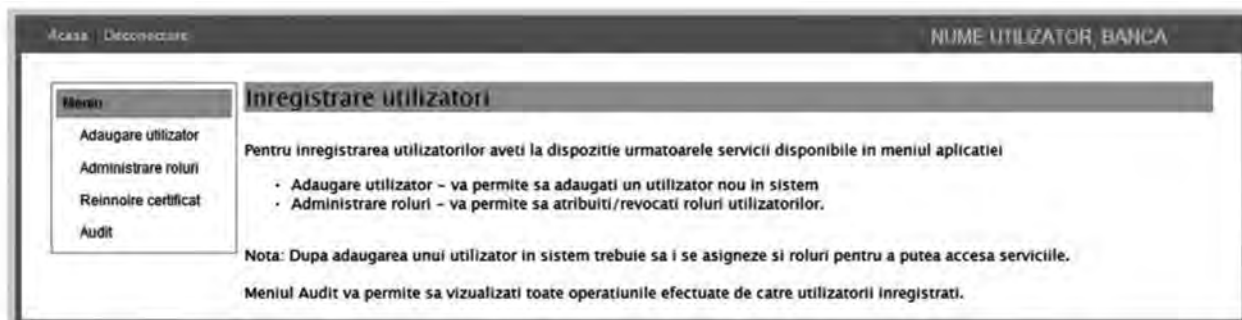 Acasa Deconectare
NUME UTILIZATOR, BANCA
Meniu
Adaugare utilizator
Administrare roluri
Reinnoire certificat
Audit
Inregistrare utilizatori
Pentru inregistrarea utilizatorilor aveti la dispozitie urmatoarele servicii disponibile in meniul aplicatiei
• Adaugare utilizator – va permite sa adaugati un utilizator nou in sistem
• Administrare roluri – va permite sa atribuiti/revocati roluri utilizatorilor.
Nota: Dupa adaugarea unui utilizator in sistem trebuie sa i se asigneze si roluri pentru a putea accesa serviciile.
Meniul Audit va permite sa vizualizati toate operatiunile efectuate de catre utilizatorii inregistrati.